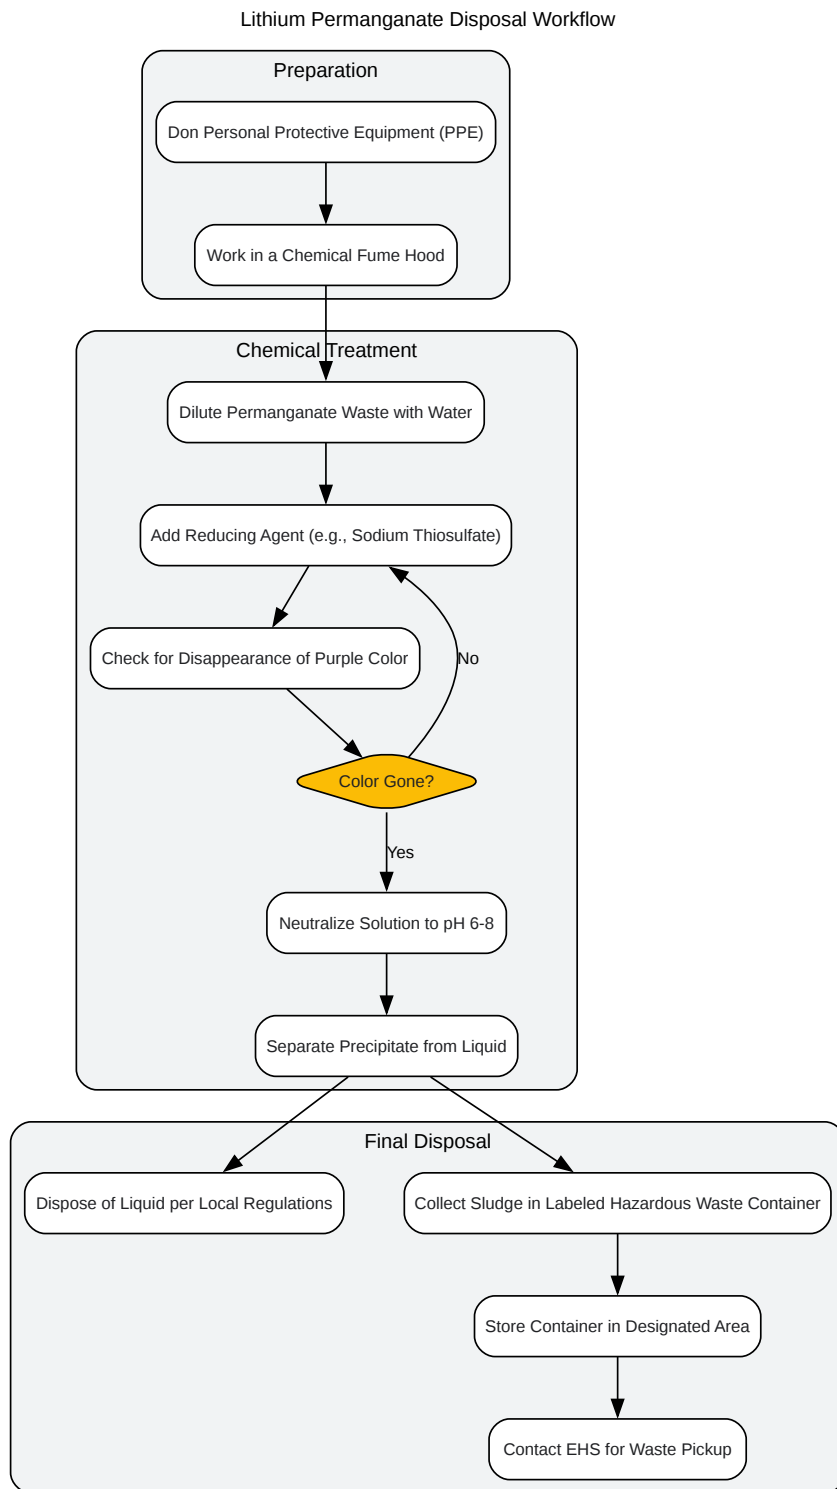 Lithium Permanganate Disposal Workflow
Preparation
Don Personal Protective Equipment (PPE)
Work in a Chemical Fume Hood
Chemical Treatment
Dilute Permanganate Waste with Water
Add Reducing Agent (e.g., Sodium Thiosulfate)
Check for Disappearance of Purple Color
No
Color Gone?
Yes
Neutralize Solution to pH 6-8
Separate Precipitate from Liquid
Final Disposal
Dispose of Liquid per Local Regulations
Collect Sludge in Labeled Hazardous Waste Container
Store Container in Designated Area
Contact EHS for Waste Pickup